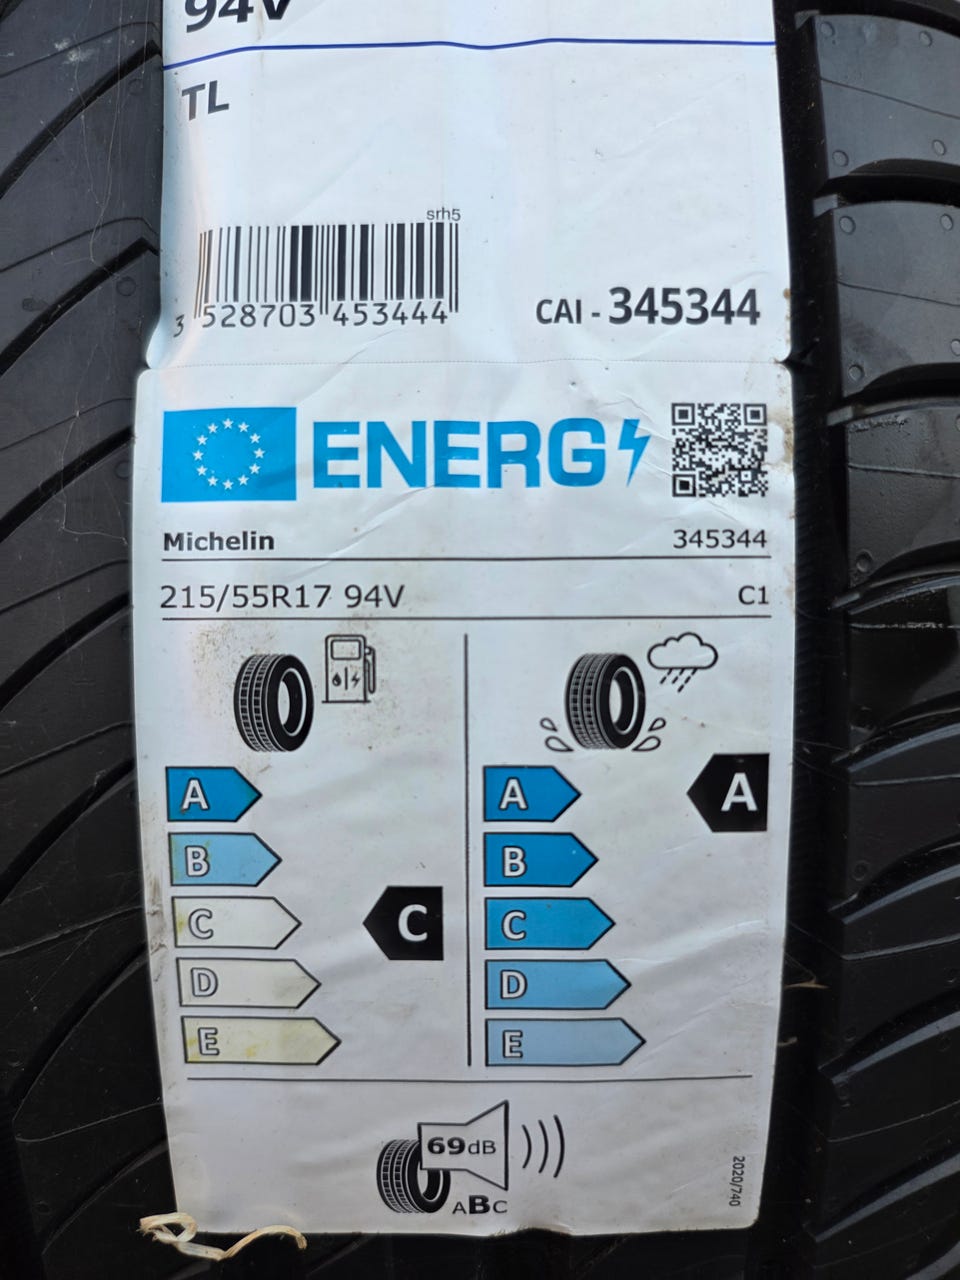 94V
TL
srh5
3 528703 453444
CAI - 345344
ENERG
Michelin 345344
215/55R17 94V C1
A A A
B B
C C C
D D
E E
69dB
ABC
2020/740